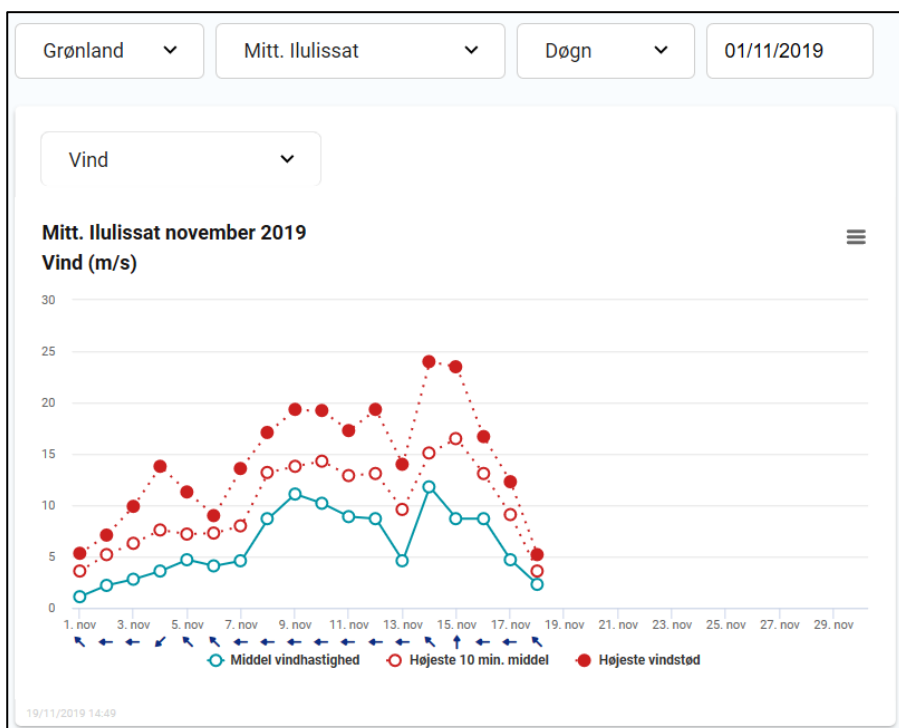 Grønland Mitt. Ilulissat Døgn 01/11/2019
Vind
Mitt. Ilulissat november 2019
Vind (m/s)
30
25
20
15
10
5
0
1. nov 3. nov 5. nov 7. nov 9. nov 11. nov 13. nov 15. nov 17. nov 19. nov 21. nov 23. nov 25. nov 27. nov 29. nov
Middel vindhastighed Højeste 10 min. middel Højeste vindstød
19/11/2019 14:49